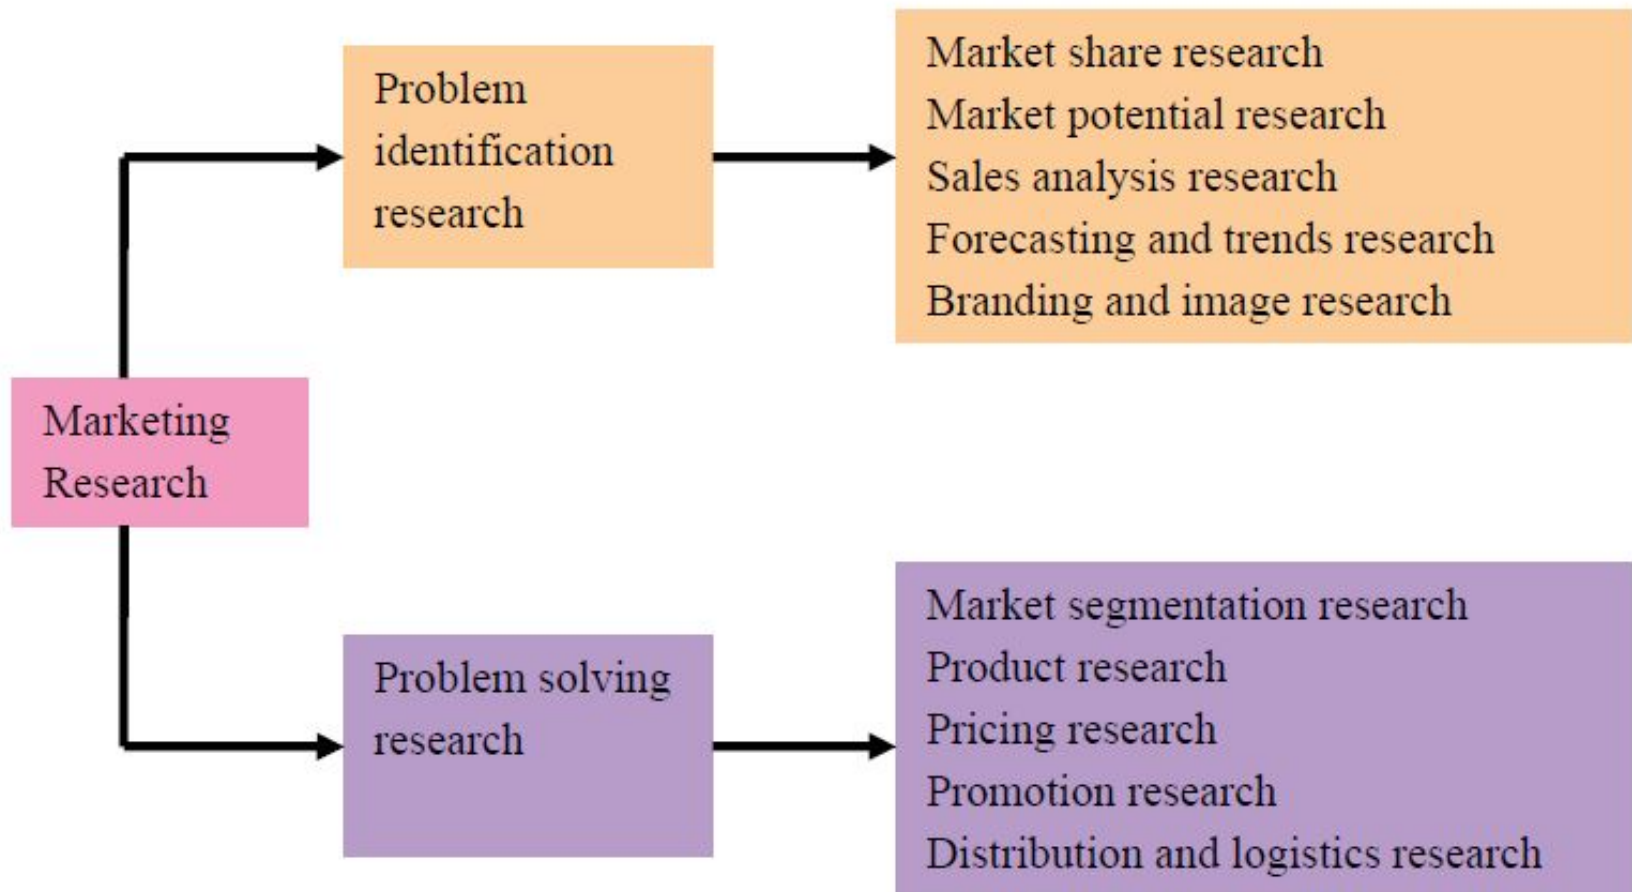 Marketing
Research
Problem
identification
research
Market share research
Market potential research
Sales analysis research
Forecasting and trends research
Branding and image research
Problem solving
research
Market segmentation research
Product research
Pricing research
Promotion research
Distribution and logistics research